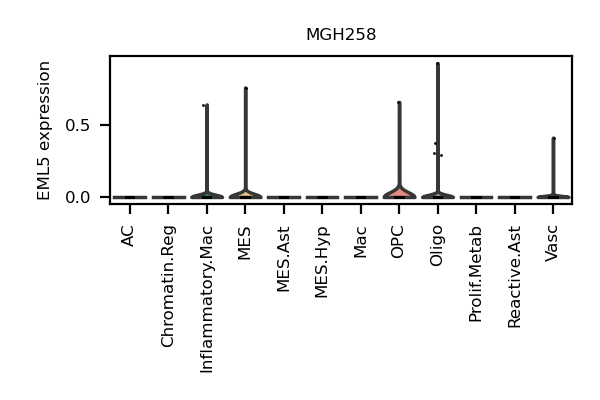 MGH258
EML5 expression
0.5
0.0
AC
Chromatin.Reg
Inflammatory.Mac
MES
MES.Ast
MES.Hyp
Mac
OPC
Oligo
Prolif.Metab
Reactive.Ast
Vasc